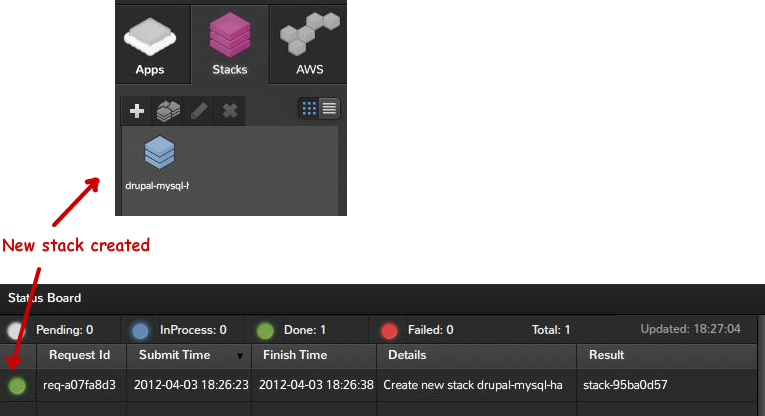 Apps Stacks AWS
drupal-mysql-h
New stack created
Status Board
Pending: 0 InProcess: 0 Done: 1 Failed: 0 Total: 1 Updated: 18:27:04
Request Id Submit Time Finish Time Details Result
req-a07fa8d3 2012-04-03 18:26:23 2012-04-03 18:26:38 Create new stack drupal-mysql-ha stack-95ba0d57